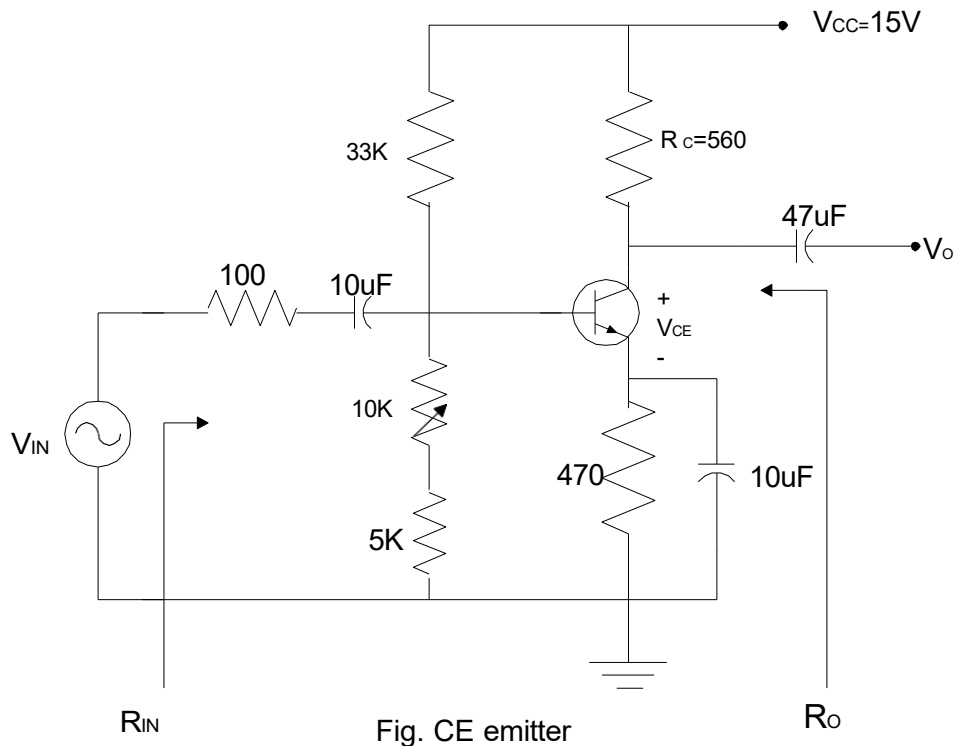 VCC=15V
33K
R C=560
47uF
VO
100
10uF
+
VCE
-
10K
VIN
470
10uF
5K
RIN
Fig. CE emitter
RO